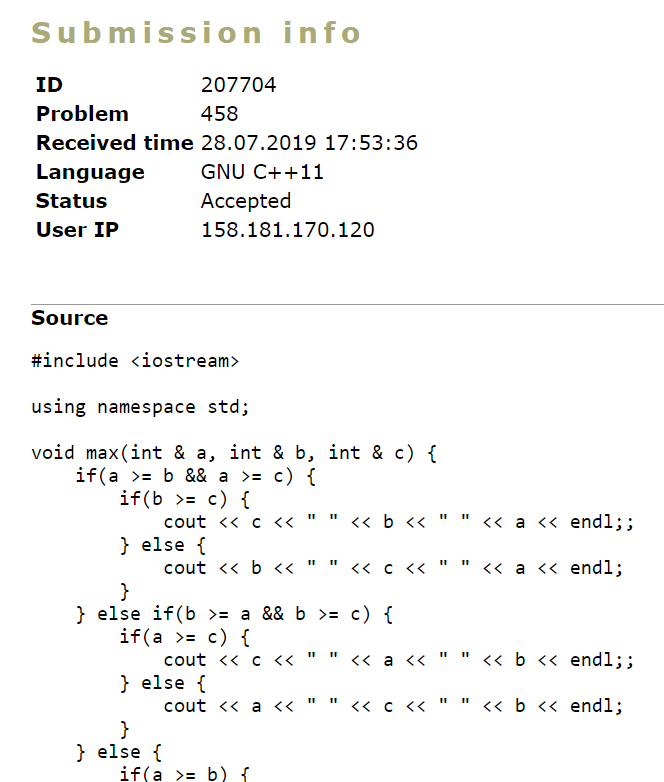 Submission info
ID 207704
Problem 458
Received time 28.07.2019 17:53:36
Language GNU C++11
Status Accepted
User IP 158.181.170.120
Source
#include <iostream>
using namespace std;
void max(int & a, int & b, int & c) {
    if(a >= b && a >= c) {
        if(b >= c) {
            cout << c << " " << b << " " << a << endl;;
        } else {
            cout << b << " " << c << " " << a << endl;
        }
    } else if(b >= a && b >= c) {
        if(a >= c) {
            cout << c << " " << a << " " << b << endl;;
        } else {
            cout << a << " " << c << " " << b << endl;
        }
    } else {
        if(a >= b) {